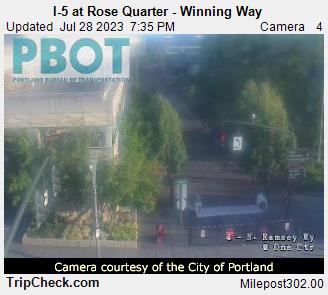 I-5 at Rose Quarter - Winning Way
Updated Jul 28 2023 7:35 PM Camera 4
PBOT
PORTLAND BUREAU OF TRANSPORTATION
N. Ramsey Wy
One Ctr
Camera courtesy of the City of Portland
TripCheck.com Milepost302.00